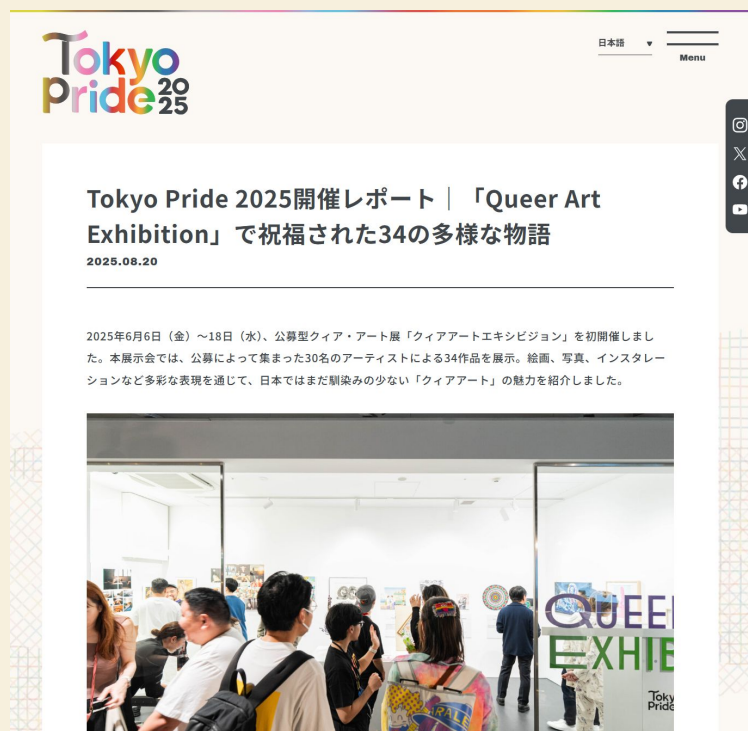 Tokyo
Pride 20
25
日本語 ▼
Menu
Tokyo Pride 2025開催レポート｜「Queer Art
Exhibition」で祝福された34の多様な物語
2025.08.20
2025年6月6日（金）〜18日（水）、公募型クィア・アート展「クィアアートエキシビジョン」を初開催しまし
た。本展示会では、公募によって集まった30名のアーティストによる34作品を展示。絵画、写真、インスタレー
ションなど多彩な表現を通じて、日本ではまだ馴染みの少ない「クィアアート」の魅力を紹介しました。
QUEE
EXHIB
Toky
Pride